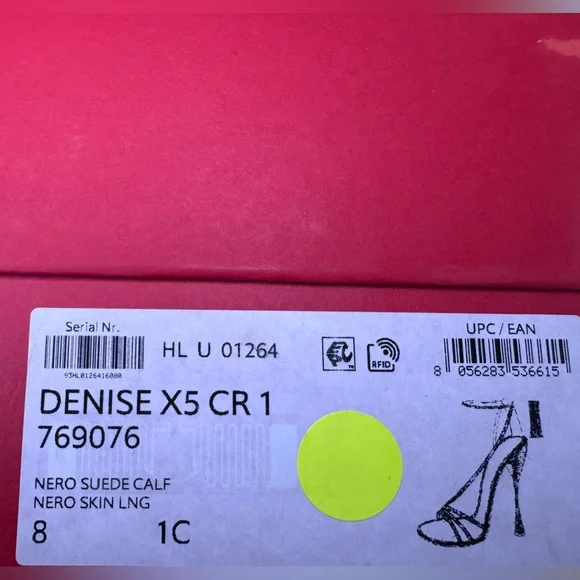 Serial Nr.
93HL0126416080
HL U 01264
RFID
UPC/EAN
8 056283 536615
DENISE X5 CR 1
769076
NERO SUEDE CALF
NERO SKIN LNG
8 1C